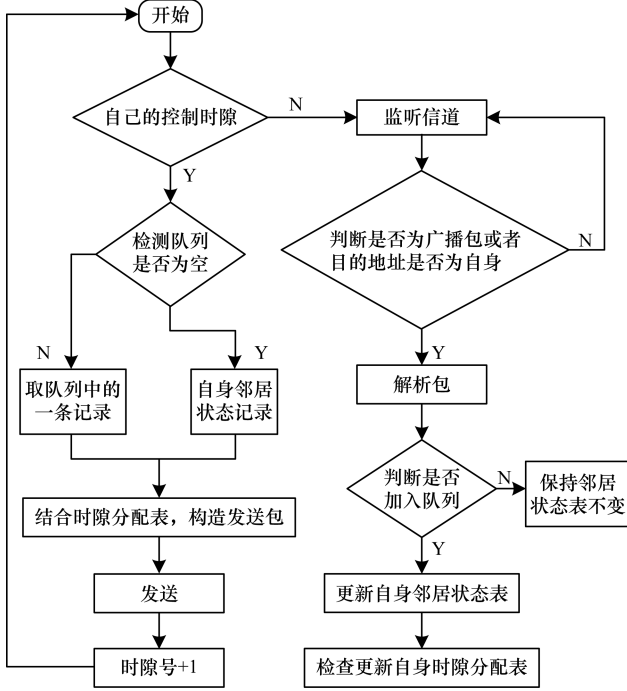 开始
自己的控制时隙
N
监听信道
Y
检测队列
是否为空
判断是否为广播包或者
目的地址是否为自身
N
N
Y
Y
取队列中的
一条记录
自身邻居
状态记录
解析包
判断是否
加入队列
N
保持邻居
状态表不变
结合时隙分配表，构造发送包
Y
发送
更新自身邻居状态表
时隙号+1
检查更新自身时隙分配表